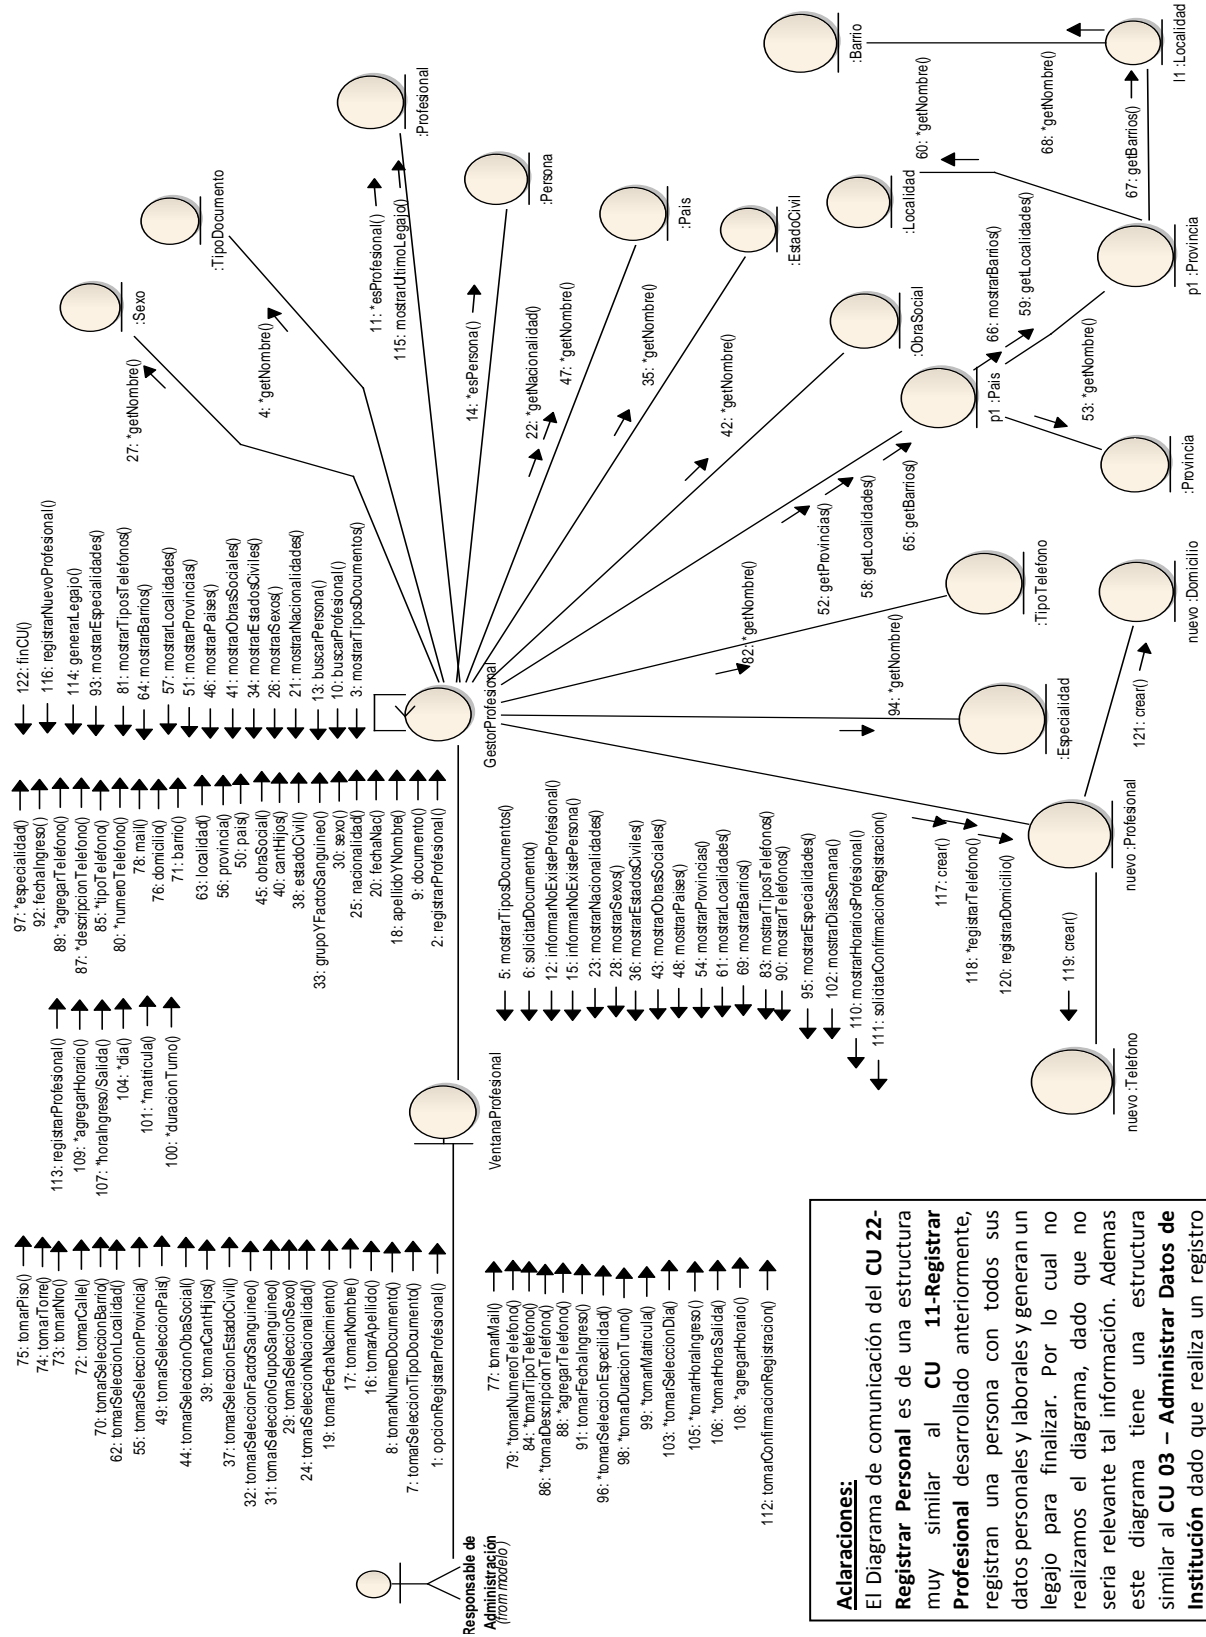 75: tomarPiso()
74: tomarTorre()
73: tomarNro()
72: tomarCalle()
70: tomarSeleccionBarrio()
62: tomarSeleccionLocalidad()
55: tomarSeleccionProvincia()
49: tomarSeleccionPais()
44: tomarSeleccionObraSocial()
39: tomarCantHijos()
37: tomarSeleccionEstadoCivil()
32: tomarSeleccionFactorSanguineo()
31: tomarSeleccionGrupoSanguineo()
29: tomarSeleccionSexo()
24: tomarSeleccionNacionalidad()
19: tomarFechaNacimiento()
17: tomarNombre()
16: tomarApellido()
8: tomarNumeroDocumento()
7: tomarSeleccionTipoDocumento()
1: opcionRegistrarProfesional()
Responsable de
Administración
(from modelo)
77: tomarMail()
79: *tomarNumeroTelefono()
84: *tomarTipoTelefono()
86: *tomaDescripcionTelefono()
88: *agregarTelefono()
91: tomarFechaIngreso()
96: *tomarSeleccionEspecilidad()
98: *tomarDuracionTurno()
99: *tomarMatricula()
103: *tomarSeleccionDia()
105: *tomarHoraIngreso()
106: *tomarHoraSalida()
108: *agregarHorario()
112: tomarConfirmacionRegistracion()
113: registrarProfesional()
109: *agregarHorario()
107: *horaIngreso/Salida()
104: *dia()
101: *matricula()
100: *duracionTurno()
VentanaProfesional
97: *especialidad()
92: fechaIngreso()
89: *agregarTelefono()
87: *descripcionTelefono()
85: *tipoTelefono()
80: *numeroTelefono()
78: mail()
76: domicilio()
71: barrio()
63: localidad()
56: provincia()
50: pais()
45: obraSocial()
40: cantHijos()
38: estadoCivil()
33: grupoYFactorSanguineo()
30: sexo()
25: nacionalidad()
20: fechaNac()
18: apellidoYNombre()
9: documento()
2: registrarProfesional()
5: mostrarTiposDocumentos()
6: solicitarDocumento()
12: informarNoExisteProfesional()
15: informarNoExistePersona()
23: mostrarNacionalidades()
28: mostrarSexos()
36: mostrarEstadosCiviles()
43: mostrarObrasSociales()
48: mostrarPaises()
54: mostrarProvincias()
61: mostrarLocalidades()
69: mostrarBarrios()
83: mostrarTiposTelefonos()
90: mostrarTelefonos()
95: mostrarEspecialidades()
102: mostrarDiasSemana()
110: mostrarHorariosProfesional()
111: solicitarConfirmacionRegistracion()
122: finCU()
116: registrarNuevoProfesional()
114: generarLegajo()
93: mostrarEspecialidades()
81: mostrarTiposTelefonos()
64: mostrarBarrios()
57: mostrarLocalidades()
51: mostrarProvincias()
46: mostrarPaises()
41: mostrarObrasSociales()
34: mostrarEstadosCiviles()
26: mostrarSexos()
21: mostrarNacionalidades()
13: buscarPersona()
10: buscarProfesional()
3: mostrarTiposDocumentos()
GestorProfesional
27: *getNombre()
:Sexo
4: *getNombre()
:TipoDocumento
11: *esProfesional()
115: mostrarUltimoLegajo()
:Profesional
14: *esPersona()
:Persona
22: *getNacionalidad()
47: *getNombre()
:Pais
35: *getNombre()
:EstadoCivil
42: *getNombre()
:ObraSocial
52: getProvincias()
58: getLocalidades()
65: getBarrios()
p1 :Pais
53: *getNombre()
:Provincia
66: mostrarBarrios()
59: getLocalidades()
p1 :Provincia
60: *getNombre()
:Localidad
67: getBarrios()
l1 :Localidad
68: *getNombre()
:Barrio
82:*getNombre()
:TipoTelefono
94: *getNombre()
:Especialidad
117: crear()
118: *registrarTelefono()
120: registrarDomicilio()
nuevo :Profesional
119: crear()
nuevo :Telefono
121: crear()
nuevo :Domicilio
Aclaraciones:
El Diagrama de comunicación del CU 22-
Registrar Personal es de una estructura
muy similar al CU 11-Registrar
Profesional desarrollado anteriormente,
registran una persona con todos sus
datos personales y laborales y generan un
legajo para finalizar. Por lo cual no
realizamos el diagrama, dado que no
seria relevante tal información. Ademas
este diagrama tiene una estructura
similar al CU 03 – Administrar Datos de
Institución dado que realiza un registro